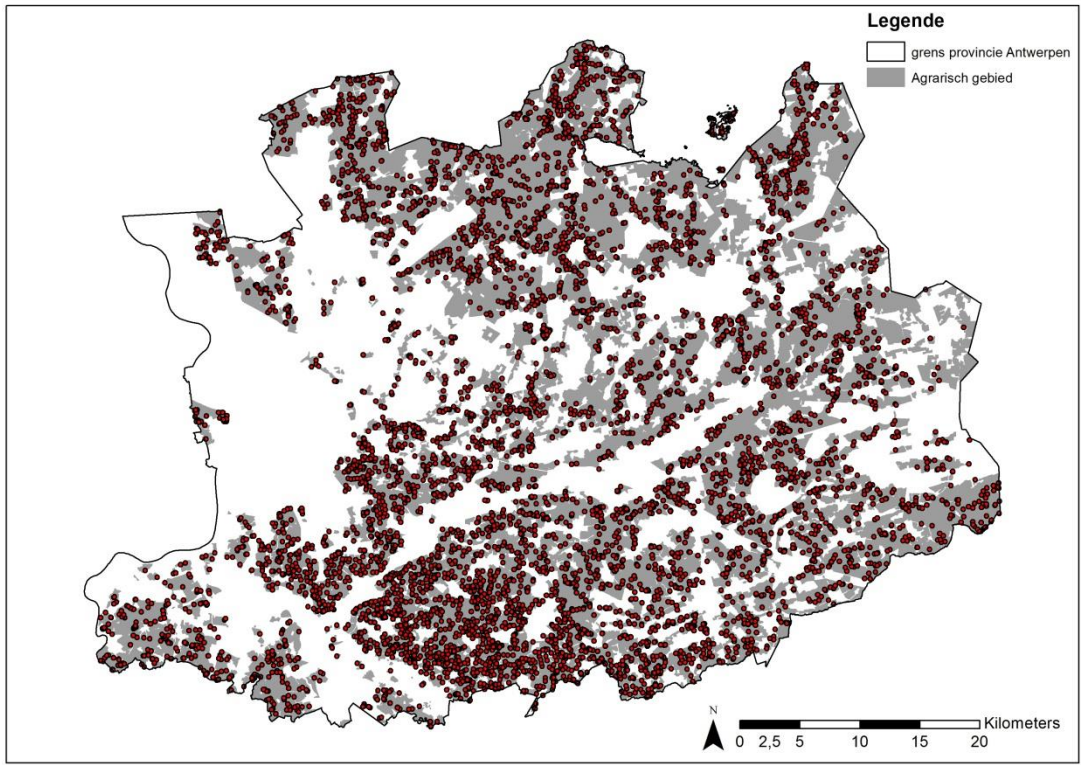 Legende
grens provincie Antwerpen
Agrarisch gebied
N
Kilometers
0 2,5 5 10 15 20